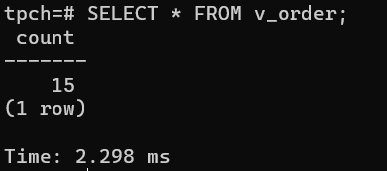 tpch=# SELECT * FROM v_order;
 count
-------
    15
(1 row)

Time: 2.298 ms